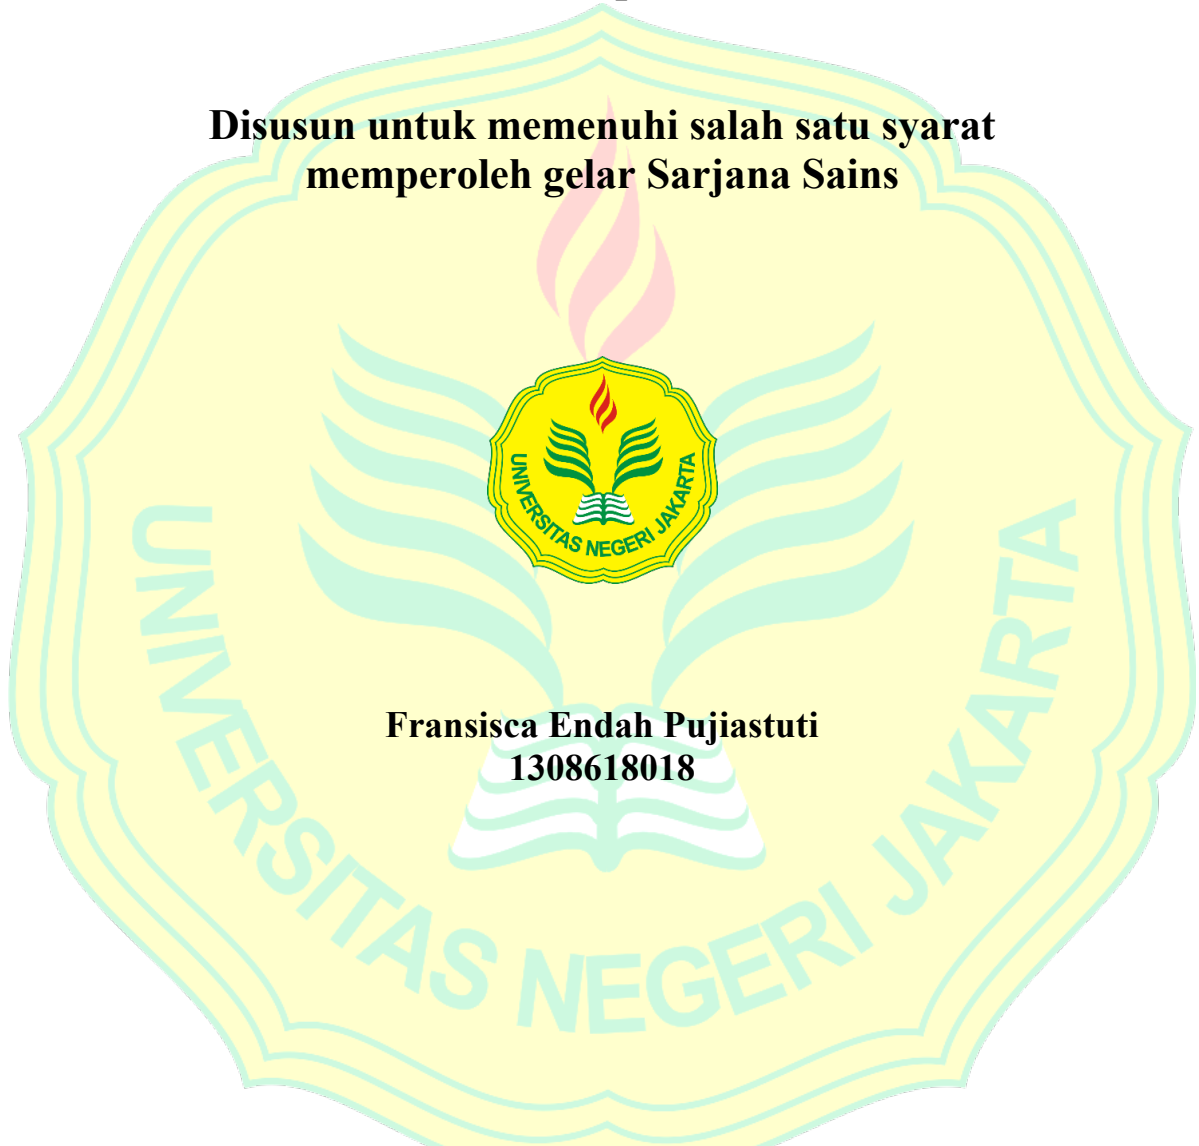 Disusun untuk memenuhi salah satu syarat
memperoleh gelar Sarjana Sains
UNIVERSITAS NEGERI JAKARTA
Fransisca Endah Pujiastuti
1308618018
UNIVERSITAS NEGERI JAKARTA